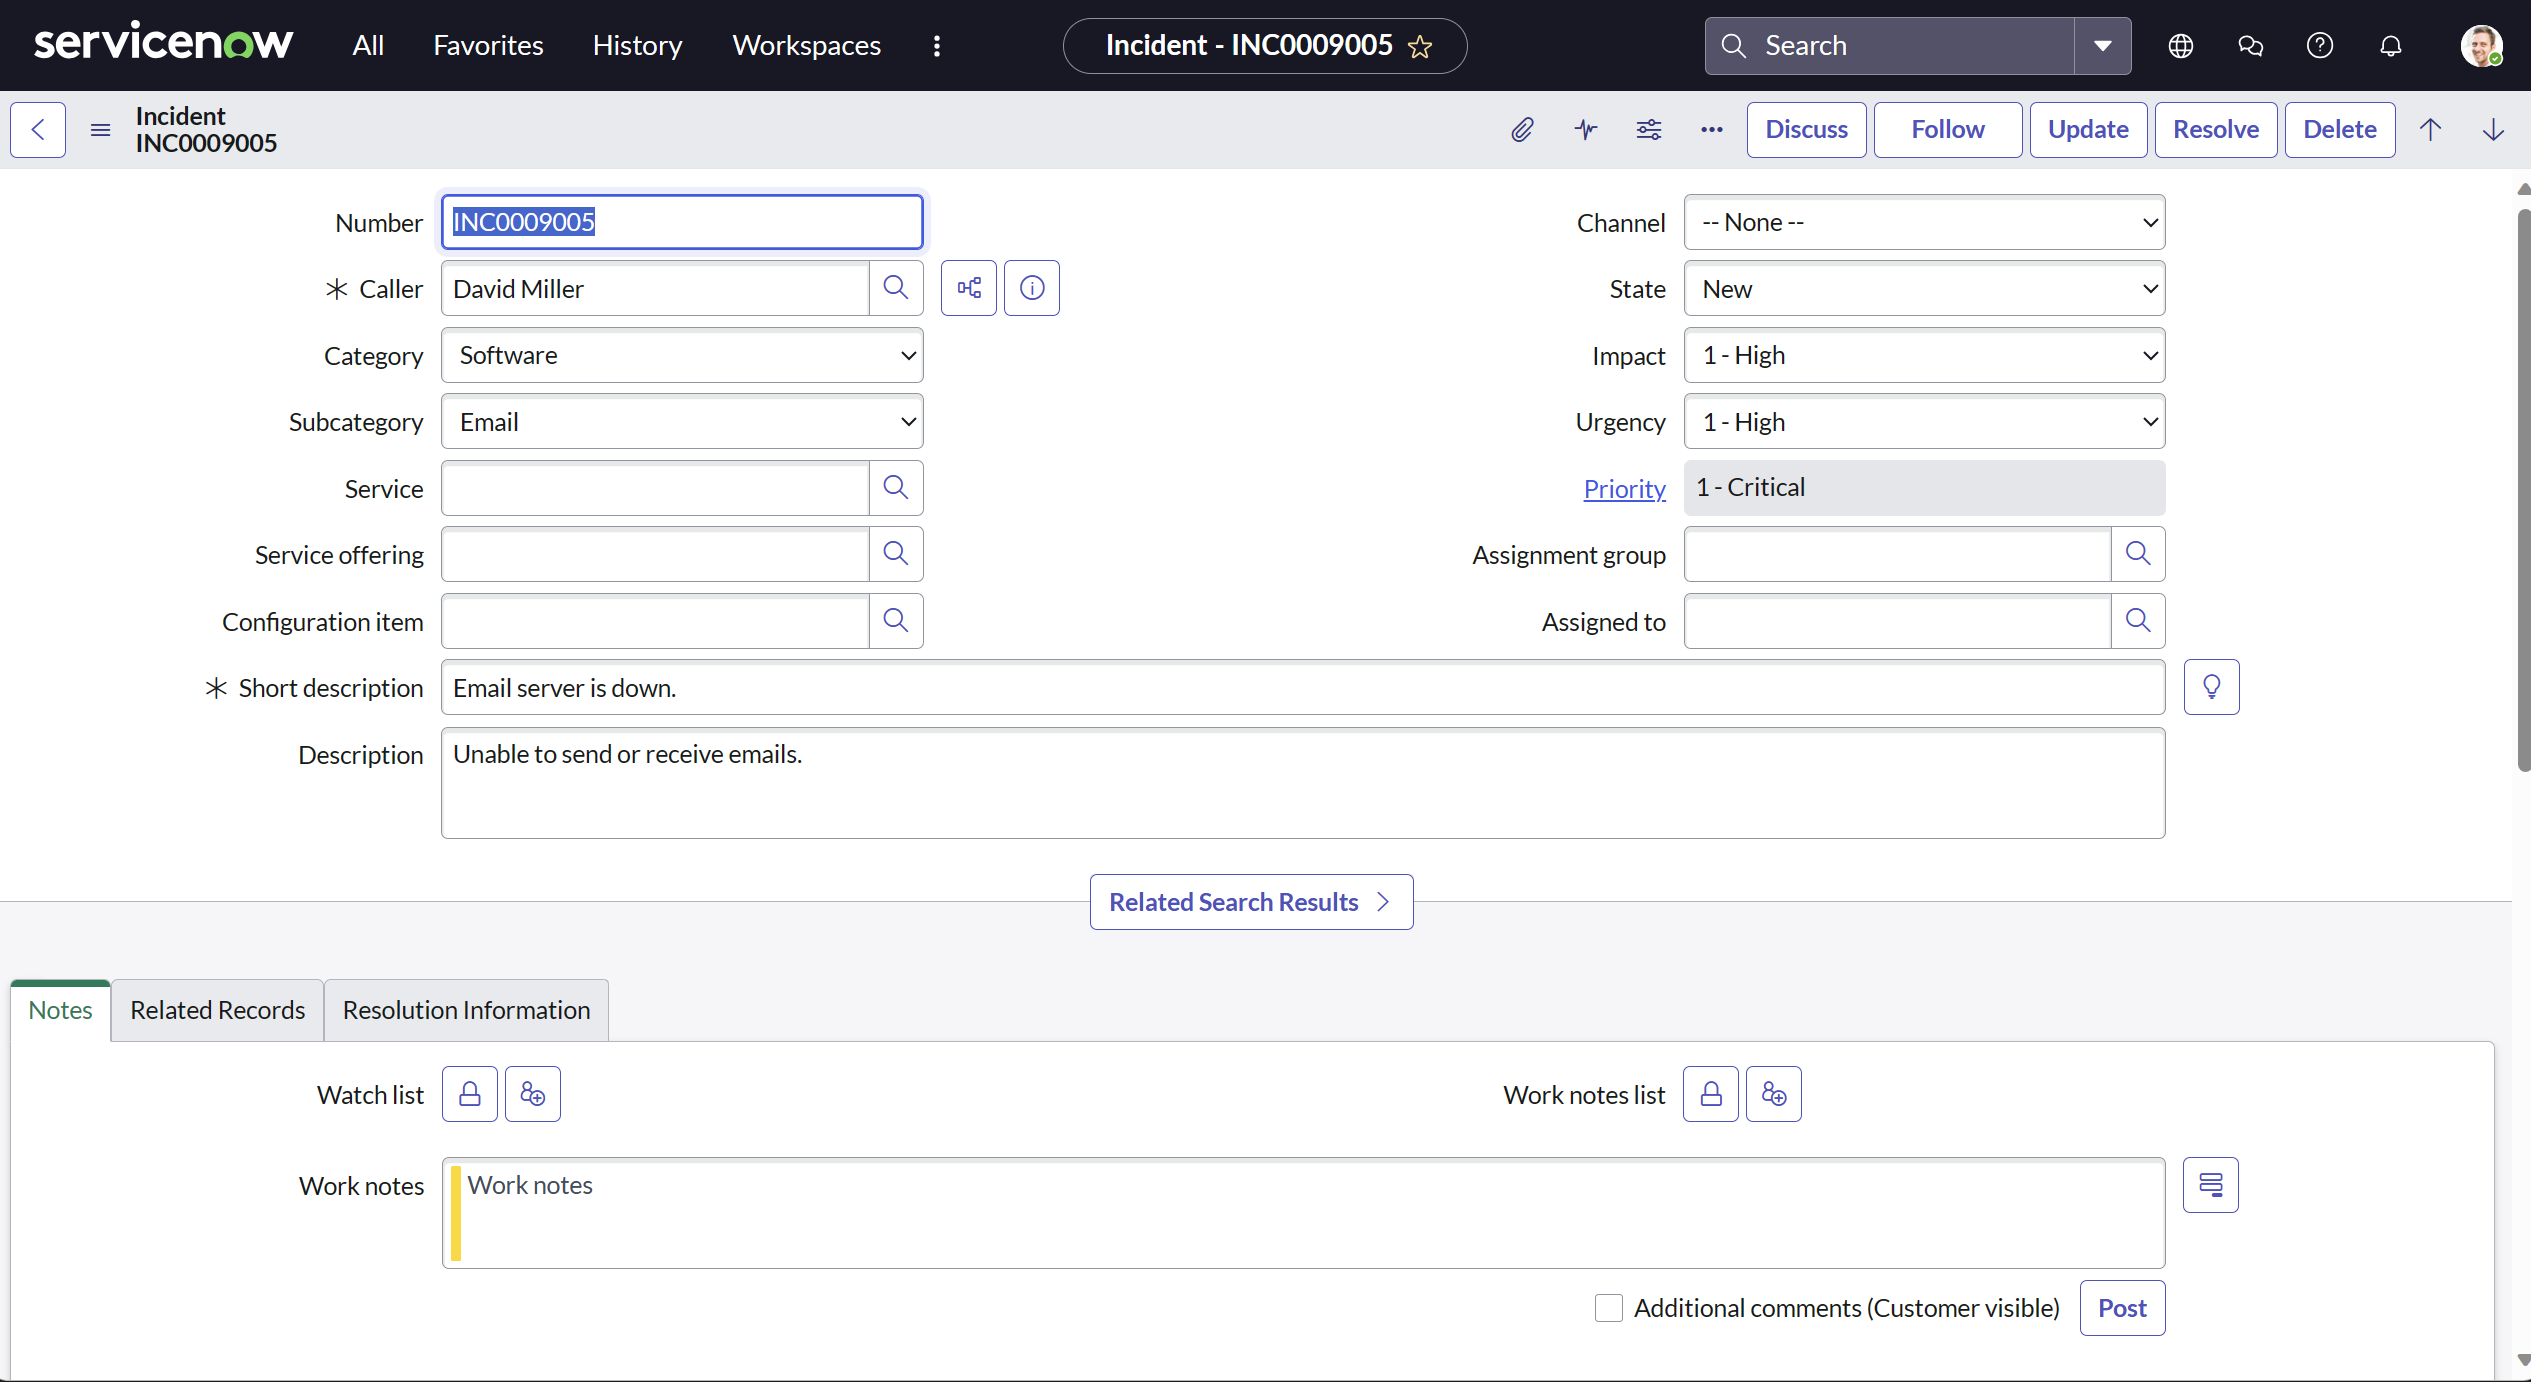 servicenow All Favorites History Workspaces Incident - INC0009005 Search
Incident
INC0009005
Discuss Follow Update Resolve Delete
Number INC0009005 Channel -- None --
Caller David Miller State New
Category Software Impact 1 - High
Subcategory Email Urgency 1 - High
Service Priority 1 - Critical
Service offering Assignment group
Configuration item Assigned to
Short description Email server is down.
Description Unable to send or receive emails.
Related Search Results
Notes Related Records Resolution Information
Watch list Work notes list
Work notes Work notes
Additional comments (Customer visible) Post